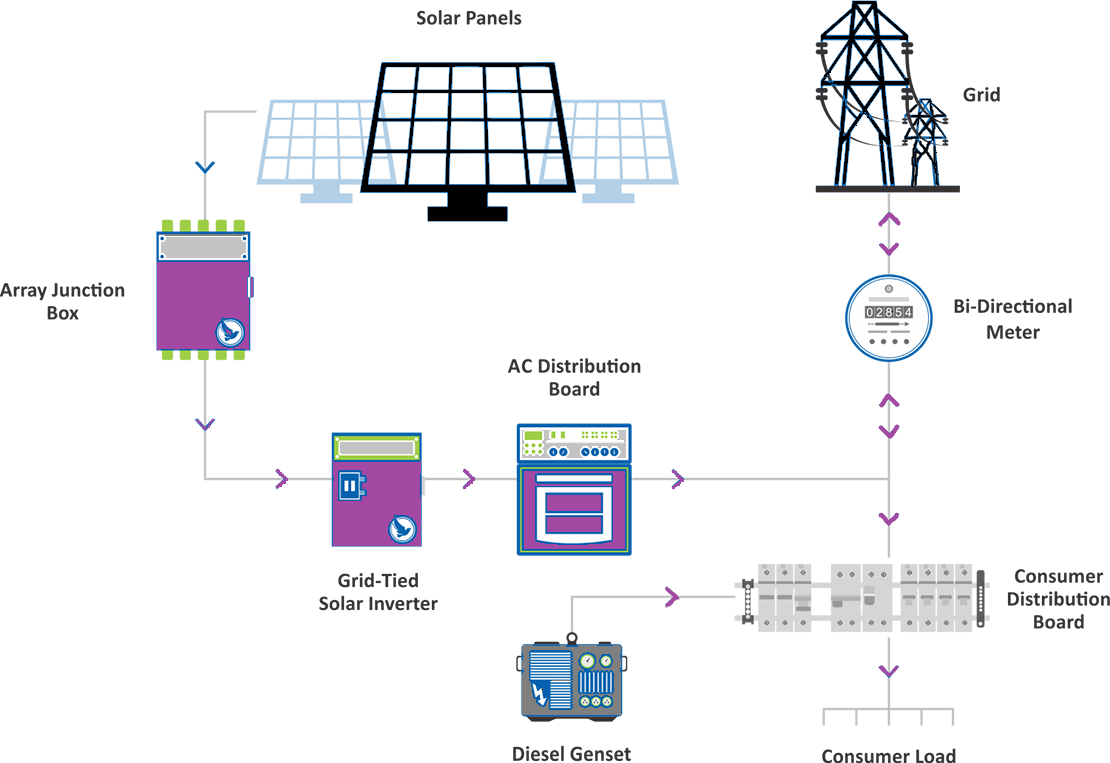 Solar Panels
Grid
Array Junction
Box
Bi-Directional
Meter
02854
AC Distribution
Board
Grid-Tied
Solar Inverter
Consumer
Distribution
Board
Diesel Genset
Consumer Load